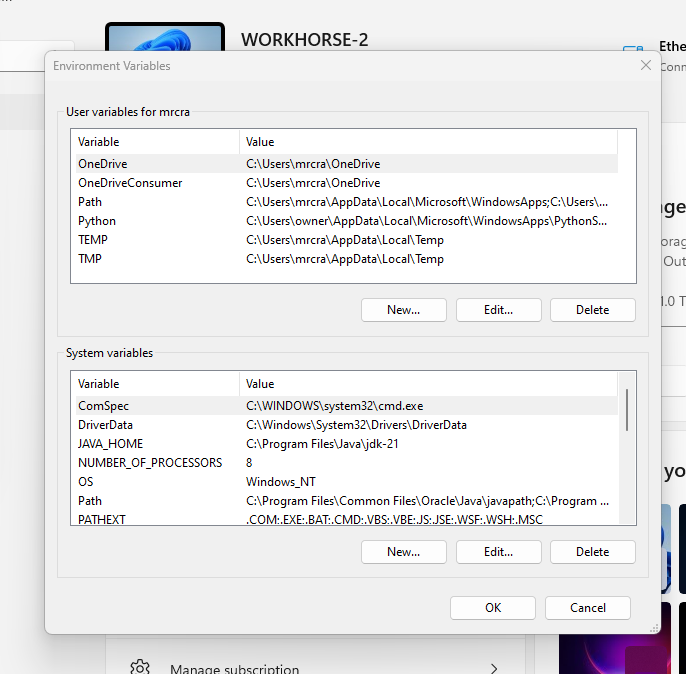 WORKHORSE-2
Ethe
Conn
Environment Variables
User variables for mrcra
Variable Value
OneDrive C:\Users\mrcra\OneDrive
OneDriveConsumer C:\Users\mrcra\OneDrive
Path C:\Users\mrcra\AppData\Local\Microsoft\WindowsApps;C:\Users\...
Python C:\Users\owner\AppData\Local\Microsoft\WindowsApps\PythonS...
TEMP C:\Users\mrcra\AppData\Local\Temp
TMP C:\Users\mrcra\AppData\Local\Temp
New... Edit... Delete
age
orag
Out
1.0 T
System variables
Variable Value
ComSpec C:\WINDOWS\system32\cmd.exe
DriverData C:\Windows\System32\Drivers\DriverData
JAVA_HOME C:\Program Files\Java\jdk-21
NUMBER_OF_PROCESSORS 8
OS Windows_NT
Path C:\Program Files\Common Files\Oracle\Java\javapath;C:\Program ...
PATHEXT .COM;.EXE;.BAT;.CMD;.VBS;.VBE;.JS;.JSE;.WSF;.WSH;.MSC
New... Edit... Delete
yo
OK Cancel
Manage subscription